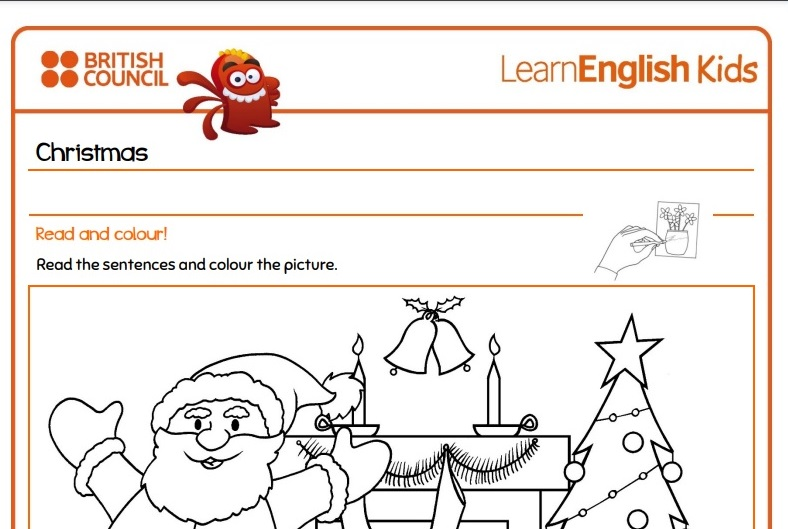 BRITISH
COUNCIL
LearnEnglish Kids
Christmas
Read and colour!
Read the sentences and colour the picture.